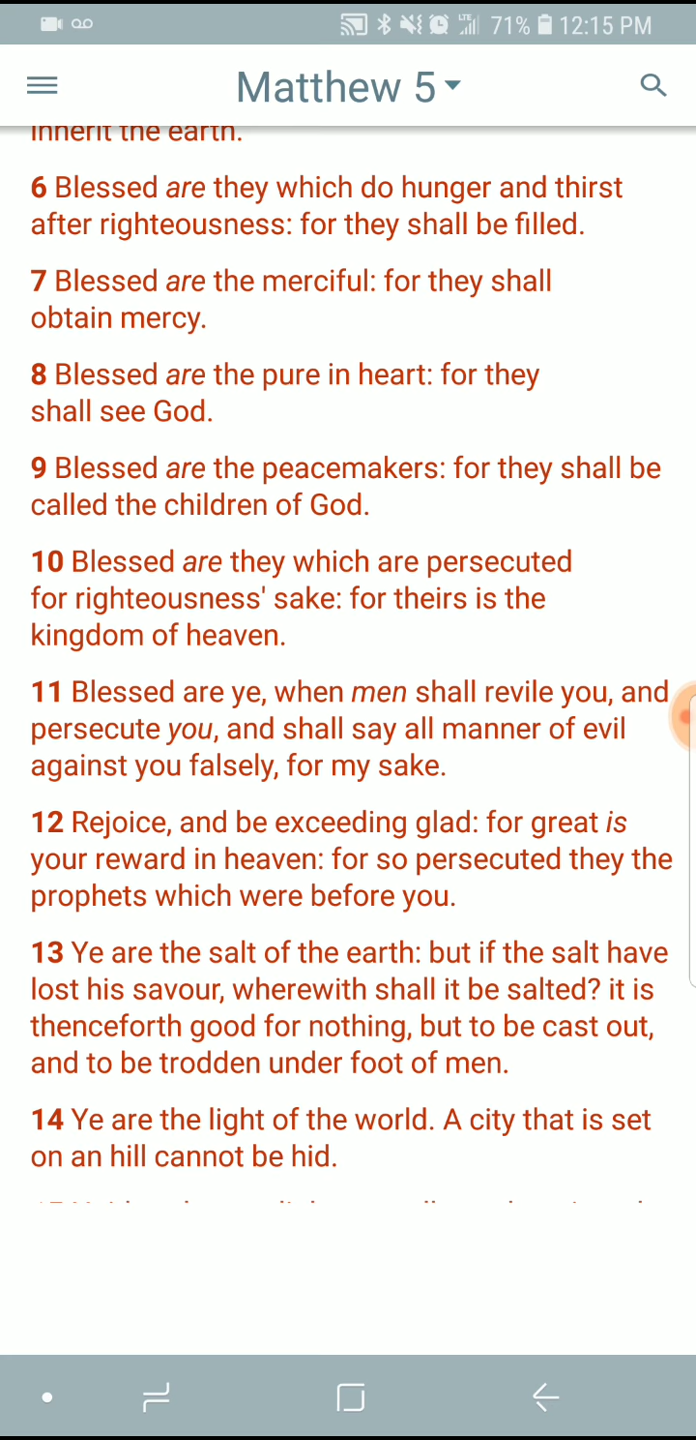 LTE 71% 12:15 PM
Matthew 5
inherit the earth.
6 Blessed are they which do hunger and thirst
after righteousness: for they shall be filled.
7 Blessed are the merciful: for they shall
obtain mercy.
8 Blessed are the pure in heart: for they
shall see God.
9 Blessed are the peacemakers: for they shall be
called the children of God.
10 Blessed are they which are persecuted
for righteousness' sake: for theirs is the
kingdom of heaven.
11 Blessed are ye, when men shall revile you, and
persecute you, and shall say all manner of evil
against you falsely, for my sake.
12 Rejoice, and be exceeding glad: for great is
your reward in heaven: for so persecuted they the
prophets which were before you.
13 Ye are the salt of the earth: but if the salt have
lost his savour, wherewith shall it be salted? it is
thenceforth good for nothing, but to be cast out,
and to be trodden under foot of men.
14 Ye are the light of the world. A city that is set
on an hill cannot be hid.